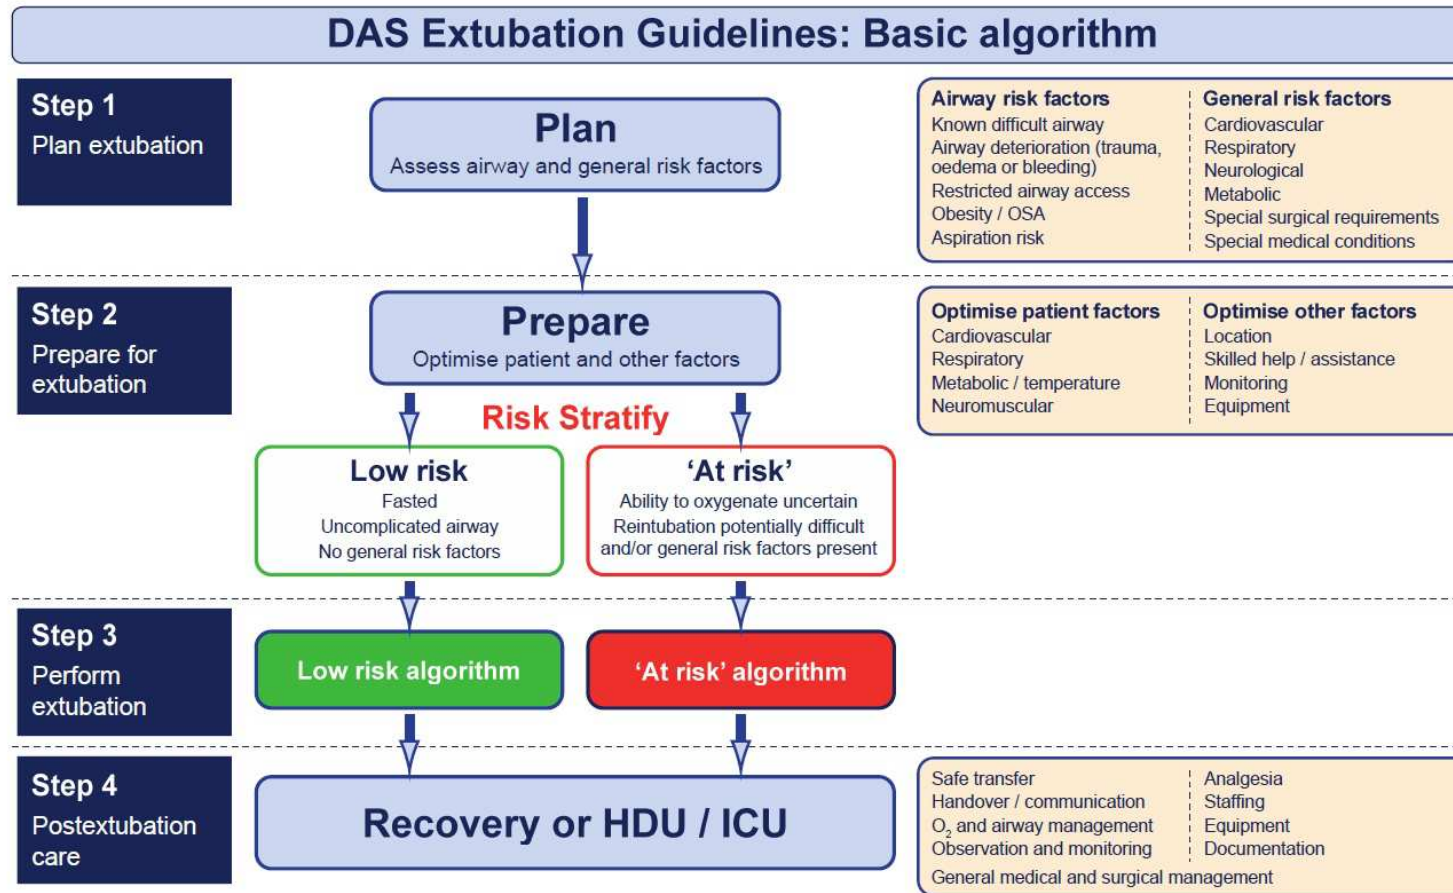 DAS Extubation Guidelines: Basic algorithm
Step 1
Plan extubation
Plan
Assess airway and general risk factors
Airway risk factors
Known difficult airway
Airway deterioration (trauma,
oedema or bleeding)
Restricted airway access
Obesity / OSA
Aspiration risk
General risk factors
Cardiovascular
Respiratory
Neurological
Metabolic
Special surgical requirements
Special medical conditions
Step 2
Prepare for
extubation
Prepare
Optimise patient and other factors
Optimise patient factors
Cardiovascular
Respiratory
Metabolic / temperature
Neuromuscular
Optimise other factors
Location
Skilled help / assistance
Monitoring
Equipment
Risk Stratify
Low risk
Fasted
Uncomplicated airway
No general risk factors
‘At risk’
Ability to oxygenate uncertain
Reintubation potentially difficult
and/or general risk factors present
Step 3
Perform
extubation
Low risk algorithm
‘At risk’ algorithm
Step 4
Postextubation
care
Recovery or HDU / ICU
Safe transfer
Handover / communication
O₂ and airway management
Observation and monitoring
Analgesia
Staffing
Equipment
Documentation
General medical and surgical management